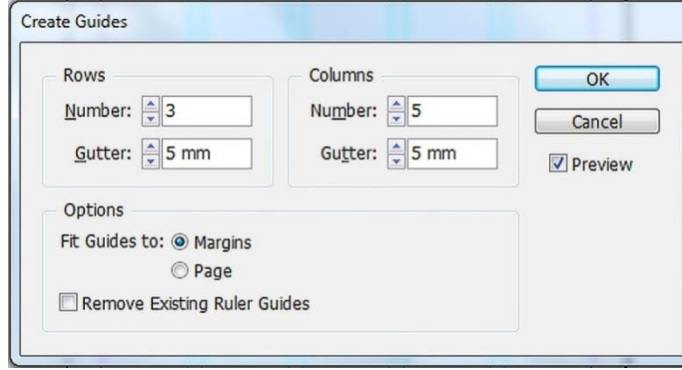 Create Guides
Rows
Number: 3
Gutter: 5 mm
Columns
Number: 5
Gutter: 5 mm
OK
Cancel
Preview
Options
Fit Guides to: Margins
Page
Remove Existing Ruler Guides